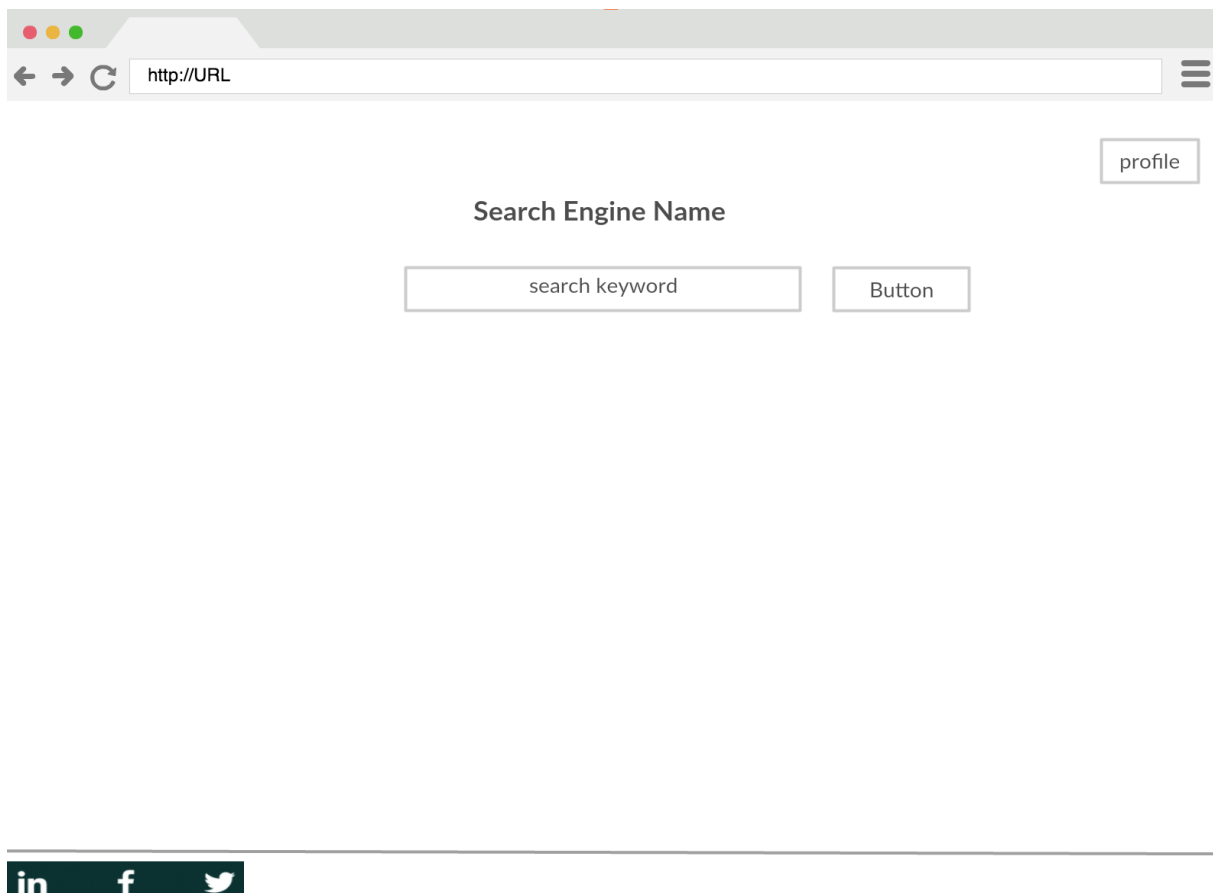 http://URL
profile
Search Engine Name
search keyword
Button
in f